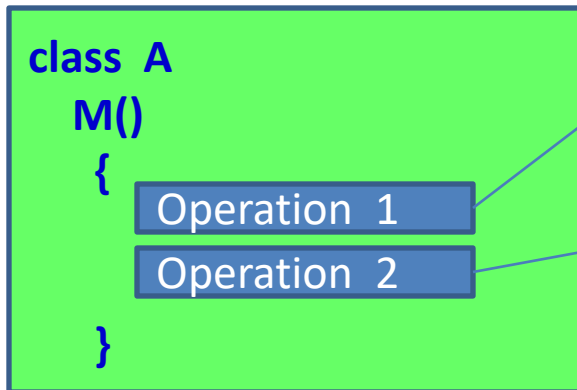 class A
M()
{
Operation 1
Operation 2
}